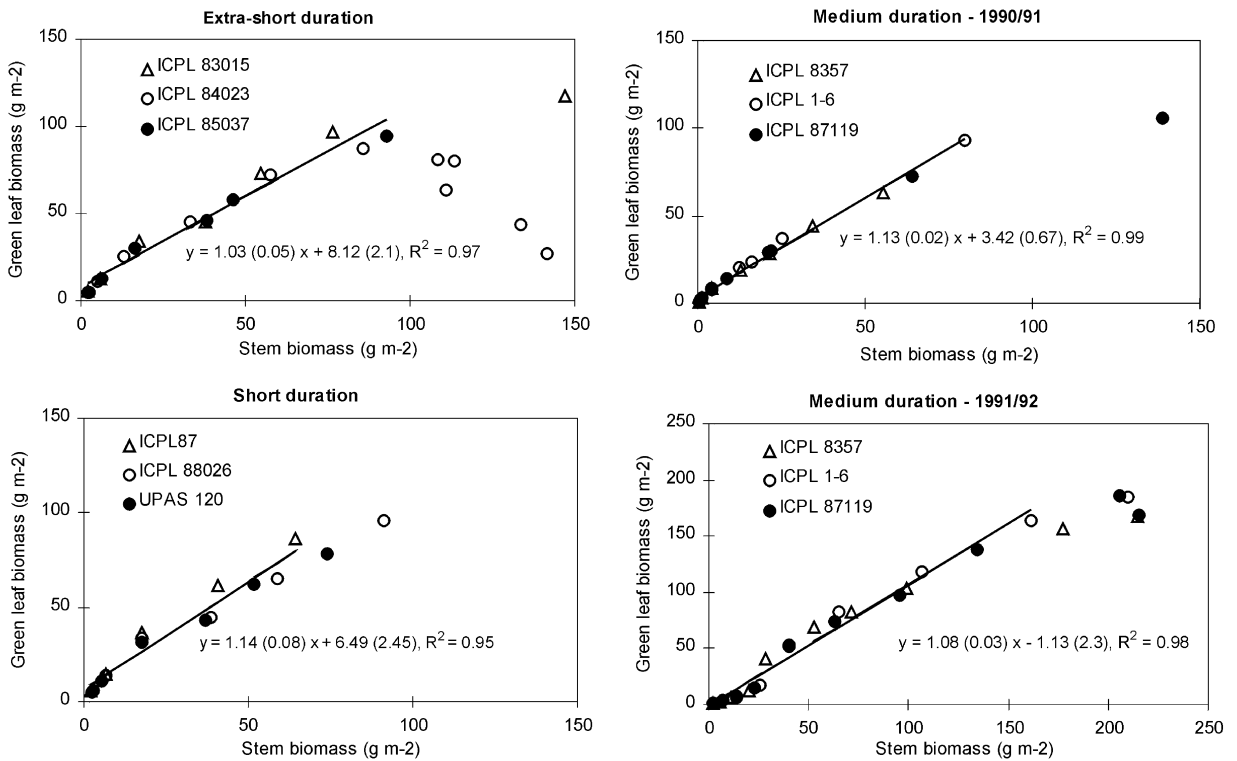 Extra-short duration
Green leaf biomass (g m-2)
150
100
50
0
ICPL 83015
ICPL 84023
ICPL 85037
y = 1.03 (0.05) x + 8.12 (2.1), R² = 0.97
0 50 100 150
Stem biomass (g m-2)
Medium duration - 1990/91
Green leaf biomass (g m-2)
150
100
50
0
ICPL 8357
ICPL 1-6
ICPL 87119
y = 1.13 (0.02) x + 3.42 (0.67), R² = 0.99
0 50 100 150
Stem biomass (g m-2)
Short duration
Green leaf biomass (g m-2)
150
100
50
0
ICPL87
ICPL 88026
UPAS 120
y = 1.14 (0.08) x + 6.49 (2.45), R² = 0.95
0 50 100 150
Stem biomass (g m-2)
Medium duration - 1991/92
Green leaf biomass (g m-2)
250
200
150
100
50
0
ICPL 8357
ICPL 1-6
ICPL 87119
y = 1.08 (0.03) x - 1.13 (2.3), R² = 0.98
0 50 100 150 200 250
Stem biomass (g m-2)